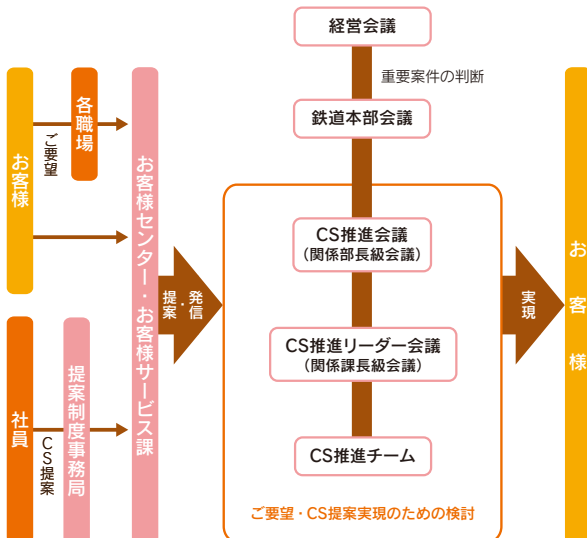 経営会議
重要案件の判断
鉄道本部会議
お客様
ご要望
各職場
お客様センター・お客様サービス課
社員
CS提案
提案制度事務局
提案・発信
CS推進会議
（関係部長級会議）
CS推進リーダー会議
（関係課長級会議）
CS推進チーム
ご要望・CS提案実現のための検討
実現
お客様